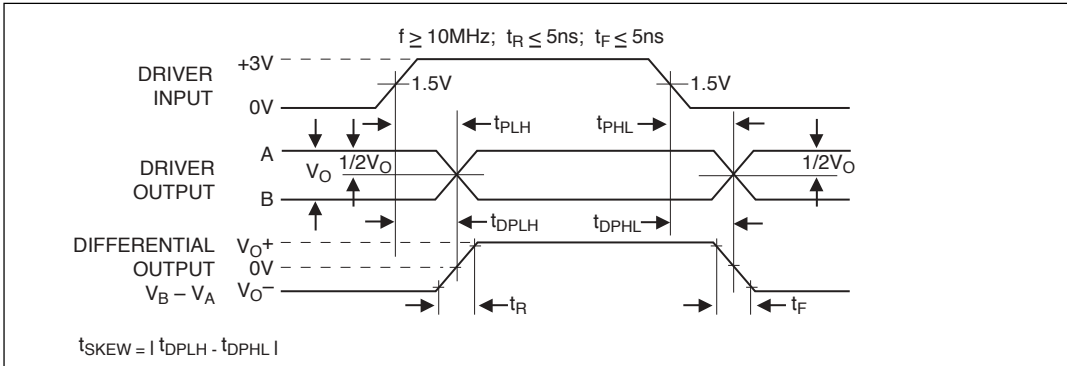 f ≥ 10MHz; tR ≤ 5ns; tF ≤ 5ns
DRIVER
INPUT
+3V
0V
1.5V
1.5V
tPLH
tPHL
DRIVER
OUTPUT
A
B
VO
1/2VO
1/2VO
tDPLH
tDPHL
DIFFERENTIAL
OUTPUT
VB – VA
VO+
0V
VO–
tR
tF
tSKEW = | tDPLH - tDPHL |